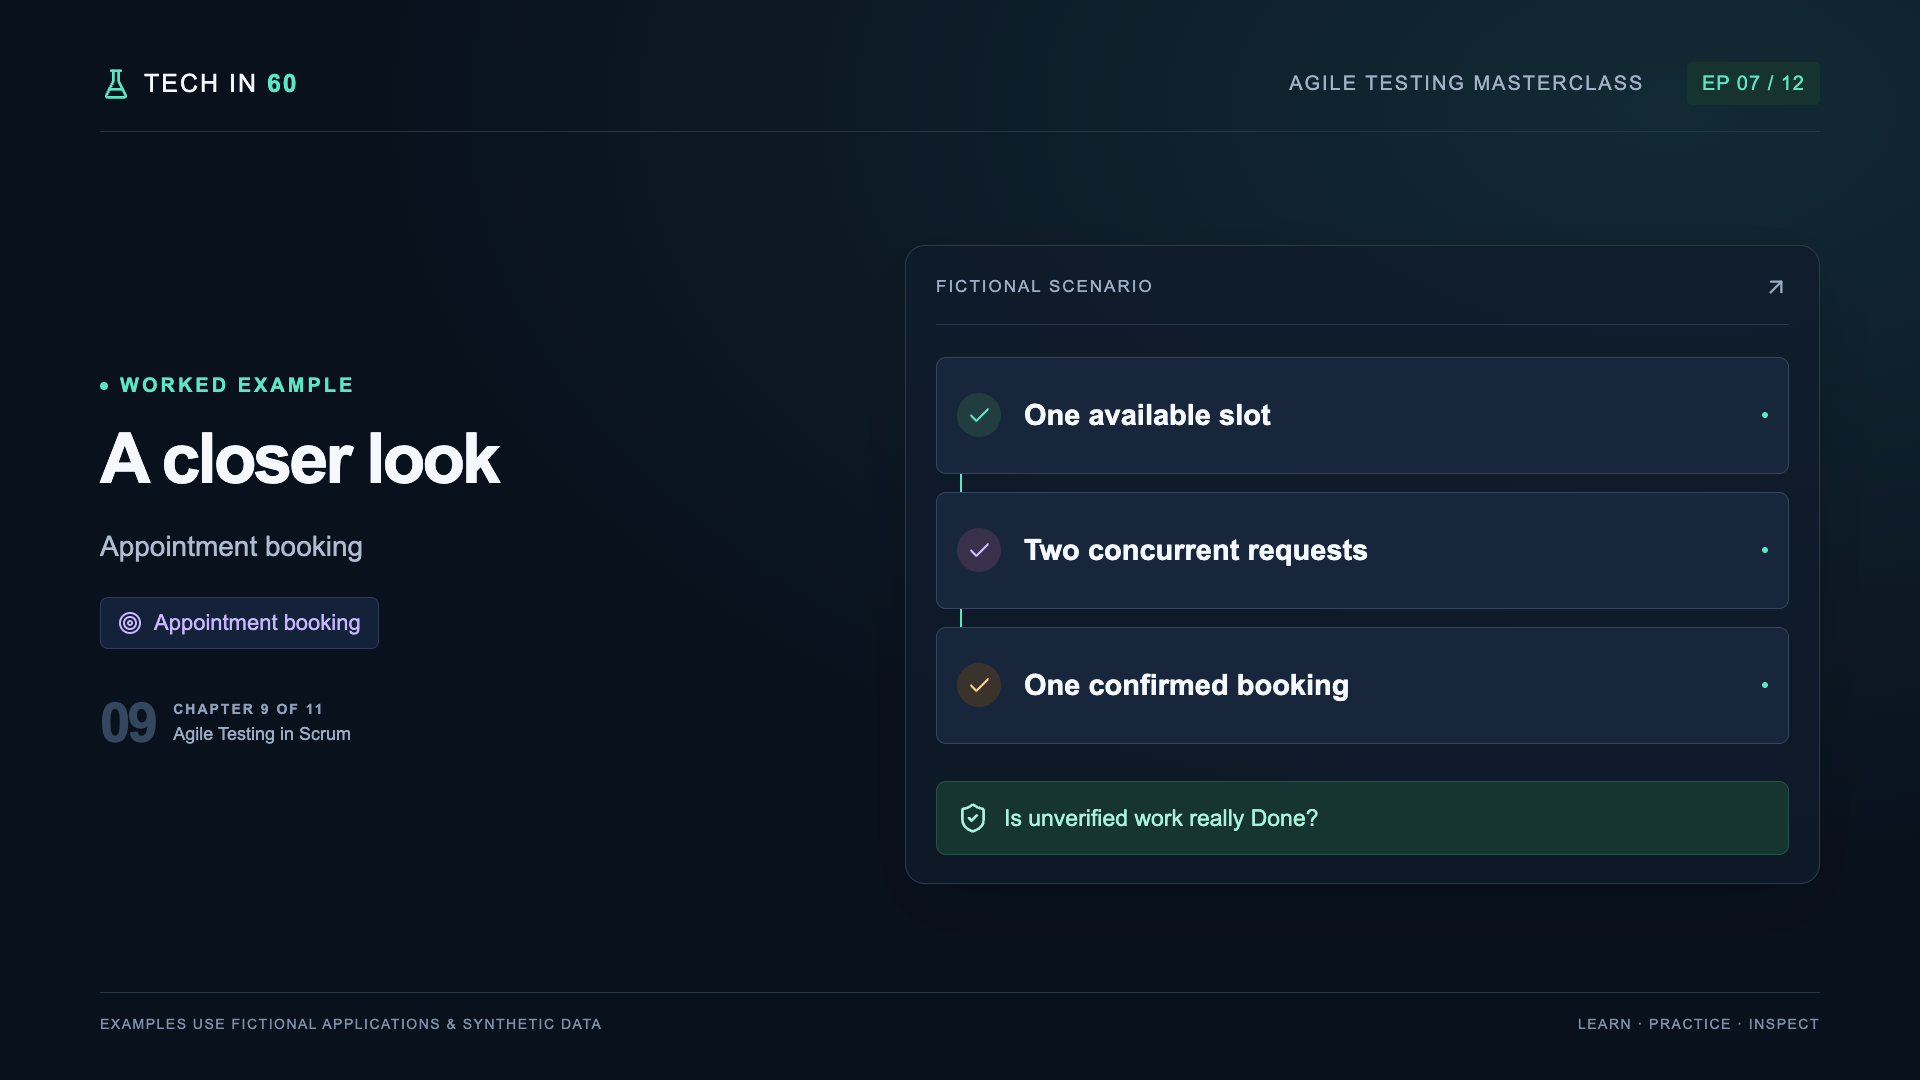 TECH IN 60
AGILE TESTING MASTERCLASS
EP 07 / 12
WORKED EXAMPLE
A closer look
Appointment booking
Appointment booking
09
CHAPTER 9 OF 11
Agile Testing in Scrum
FICTIONAL SCENARIO
One available slot
Two concurrent requests
One confirmed booking
Is unverified work really Done?
EXAMPLES USE FICTIONAL APPLICATIONS & SYNTHETIC DATA
LEARN · PRACTICE · INSPECT